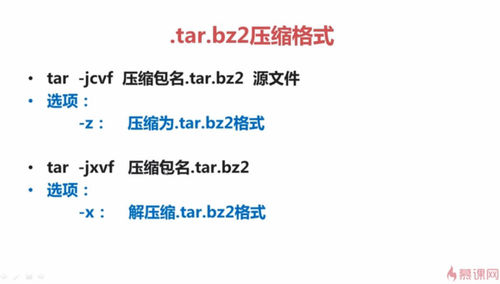 .tar.bz2压缩格式
• tar -jcvf 压缩包名.tar.bz2 源文件
• 选项：
-z： 压缩为.tar.bz2格式
• tar -jxvf 压缩包名.tar.bz2
• 选项：
-x： 解压缩.tar.bz2格式
慕课网